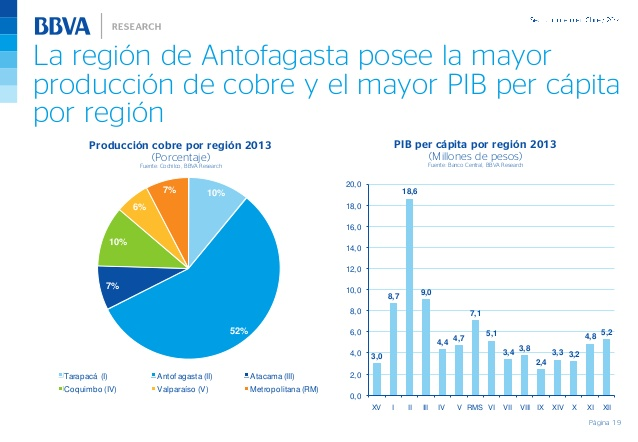 BBVA
RESEARCH
La región de Antofagasta posee la mayor
producción de cobre y el mayor PIB per cápita
por región
Producción cobre por región 2013
(Porcentaje)
Fuente: Cochilco, BBVA Research
7%
10%
6%
10%
7%
52%
Tarapacá (I)
Antofagasta (II)
Atacama (III)
Coquimbo (IV)
Valparaíso (V)
Metropolitana (RM)
PIB per cápita por región 2013
(Millones de pesos)
Fuente: Banco Central, BBVA Research
20,0
18,0
16,0
14,0
12,0
10,0
8,0
6,0
4,0
2,0
0,0
3,0
8,7
18,6
9,0
4,4
4,7
7,1
5,1
3,4
3,8
2,4
3,3
3,2
4,8
5,2
XV I II III IV V RMS VI VII VIII IX XIV X XI XII
Página 19